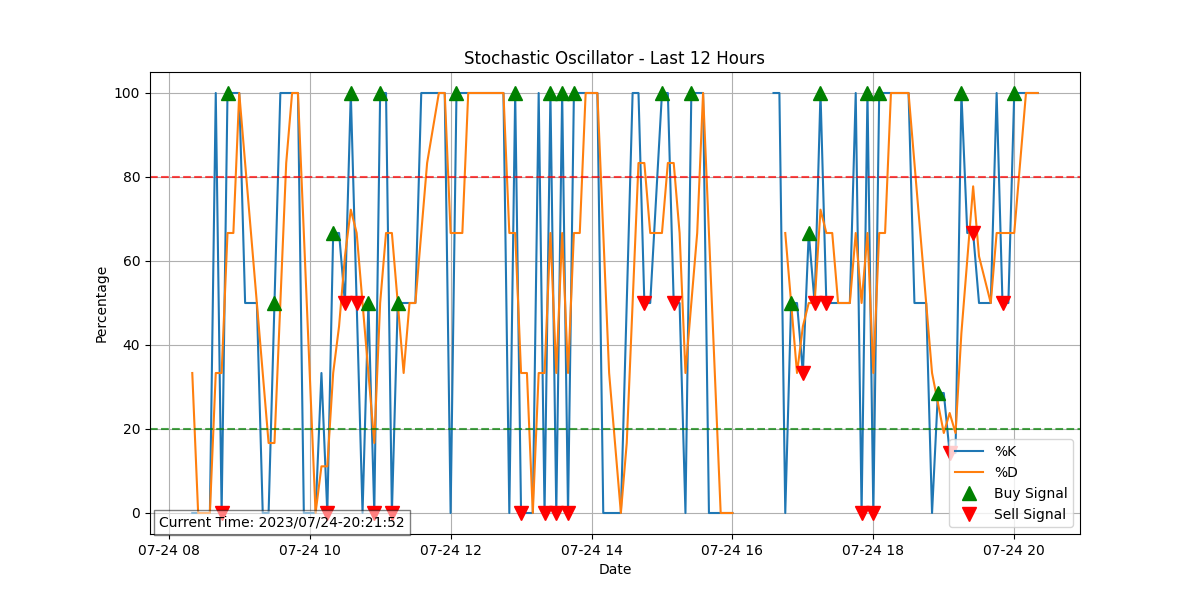 Stochastic Oscillator - Last 12 Hours
100
80
60
40
20
0
Percentage
%K
%D
Buy Signal
Sell Signal
Current Time: 2023/07/24-20:21:52
07-24 08
07-24 10
07-24 12
07-24 14
07-24 16
07-24 18
07-24 20
Date